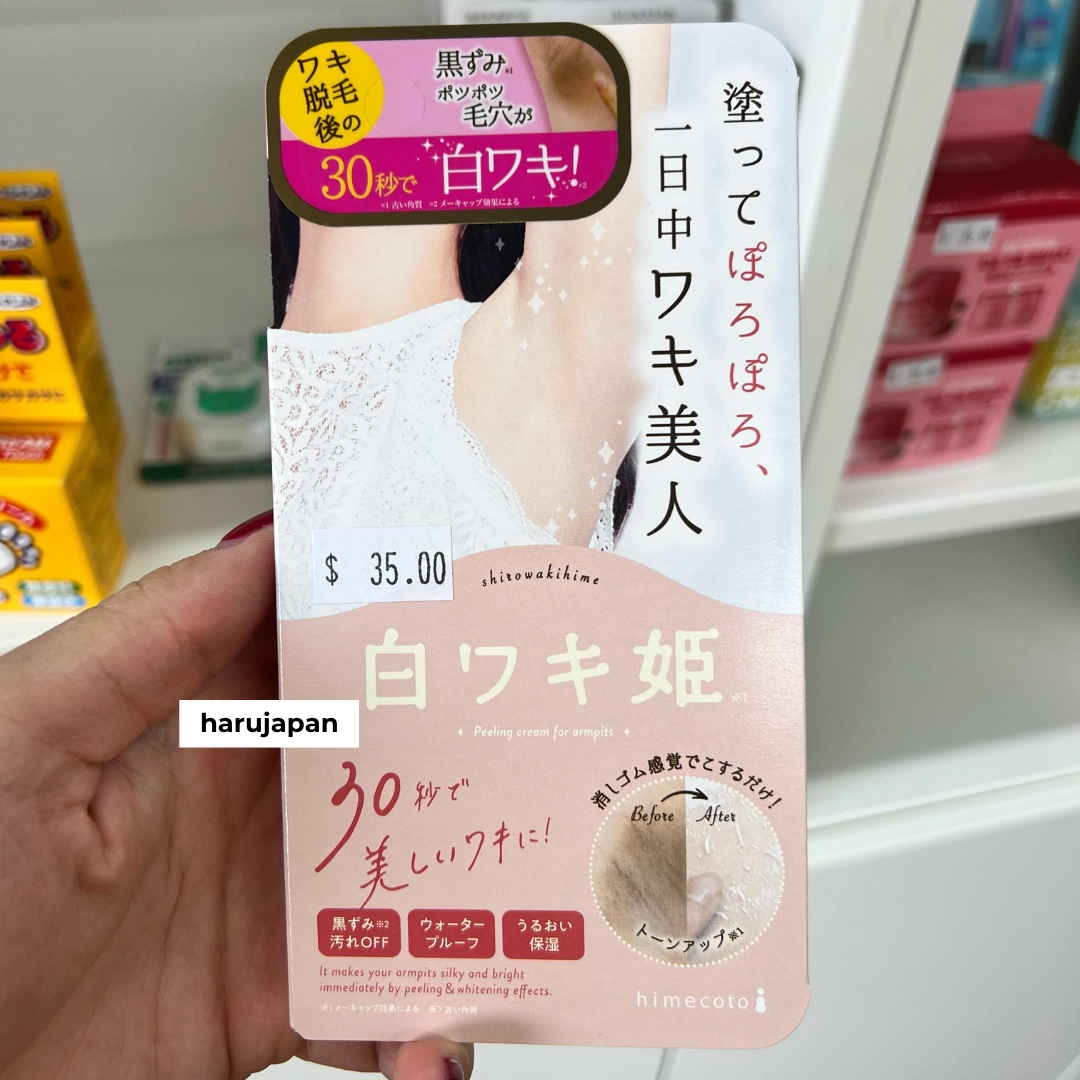 ワキ
脱毛
後の
黒ずみ※1
ポツポツ
毛穴が
30秒で 白ワキ!※2
※1 古い角質 ※2 メーキャップ効果による
塗ってぽろぽろ、
一日中ワキ美人
$ 35.00
shirowakihime
白ワキ姫※1
Peeling cream for armpits
harujapan
30秒で
美しいワキに!
消しゴム感覚でこするだけ!
Before After
トーンアップ※1
黒ずみ※2
汚れOFF
ウォーター
プルーフ
うるおい
保湿
It makes your armpits silky and bright
immediately by peeling & whitening effects.
himecoto
※1メーキャップ効果による ※2 古い角質